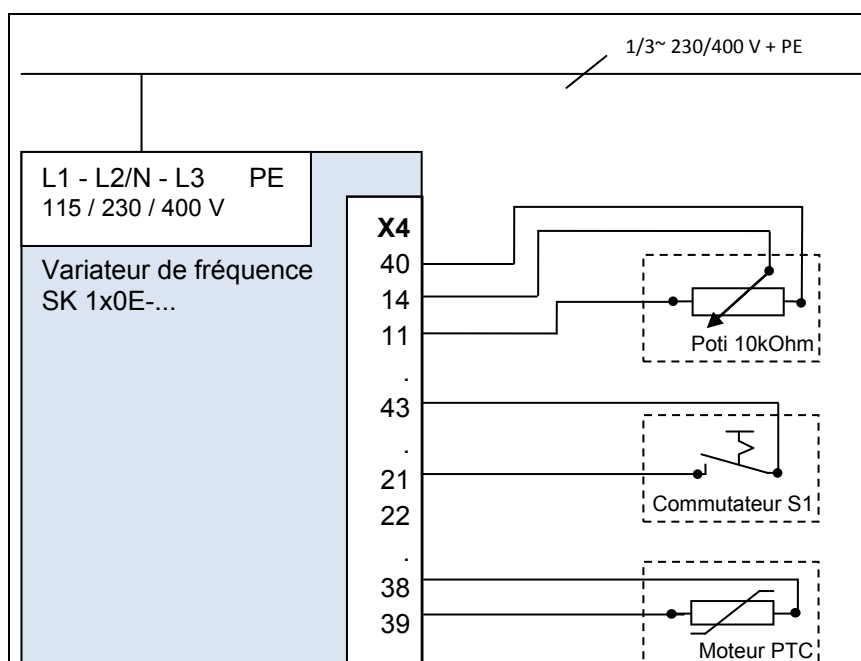 1/3~ 230/400 V + PE
L1 - L2/N - L3 PE
115 / 230 / 400 V
Variateur de fréquence
SK 1x0E-...
X4
40
14
11
.
43
.
21
22
.
38
39
Poti 10kOhm
Commutateur S1
Moteur PTC